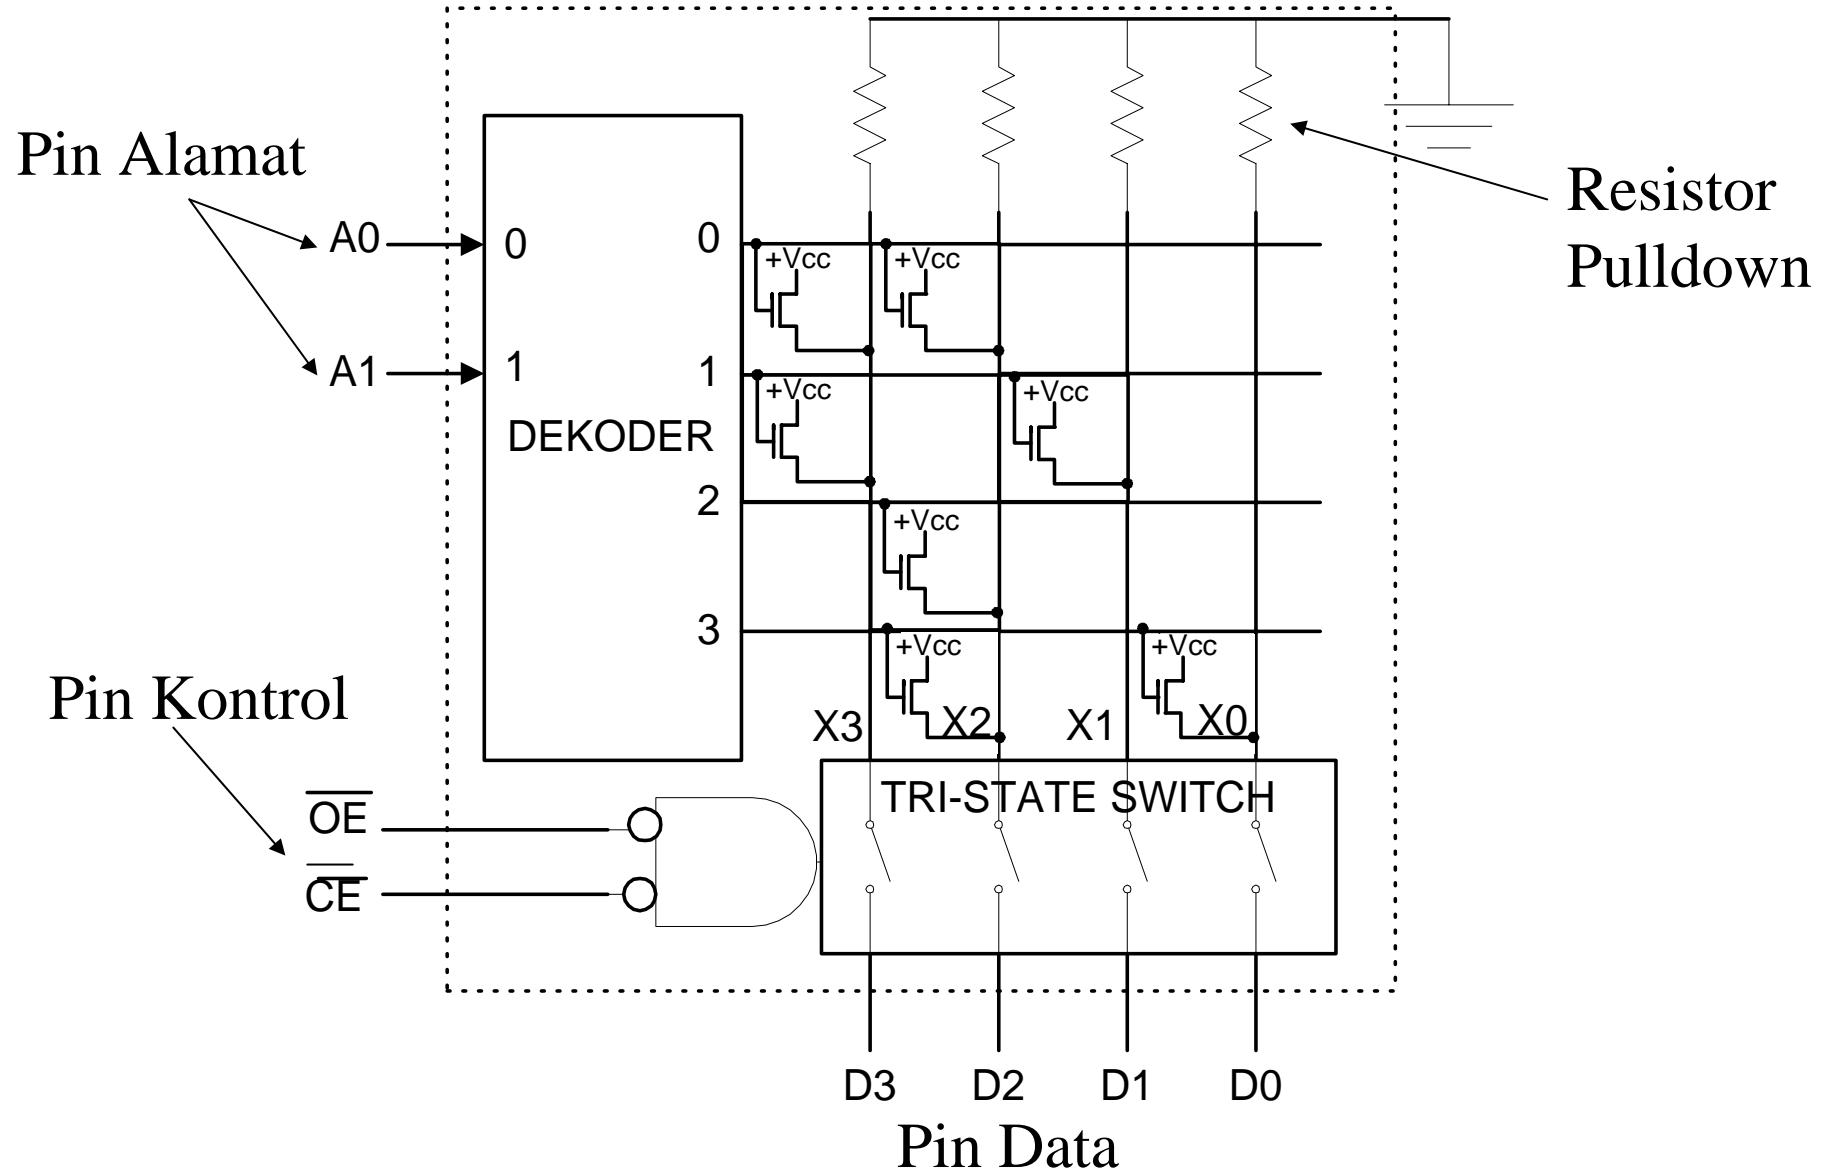 Pin Alamat
Resistor
Pulldown
A0
0
0
+Vcc
+Vcc
A1
1
1
+Vcc
+Vcc
DEKODER
2
+Vcc
3
+Vcc
+Vcc
Pin Kontrol
X3
X2
X1
X0
TRI-STATE SWITCH
OE
CE
D3
D2
D1
D0
Pin Data